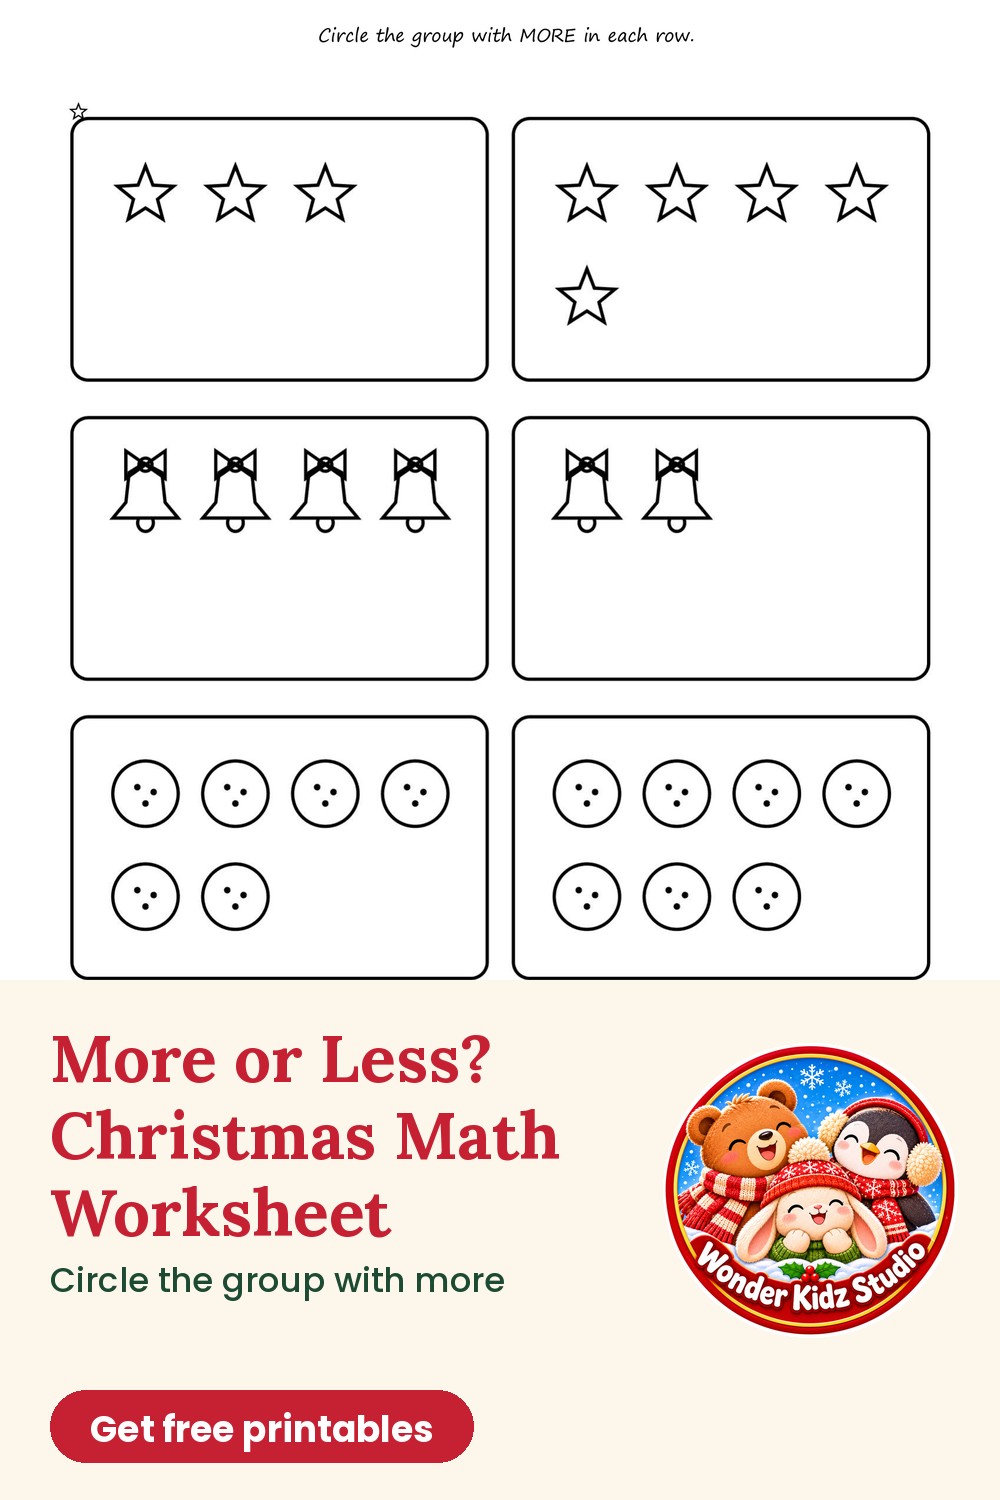 Circle the group with MORE in each row.
More or Less?
Christmas Math
Worksheet
Circle the group with more
Wonder Kidz Studio
Get free printables